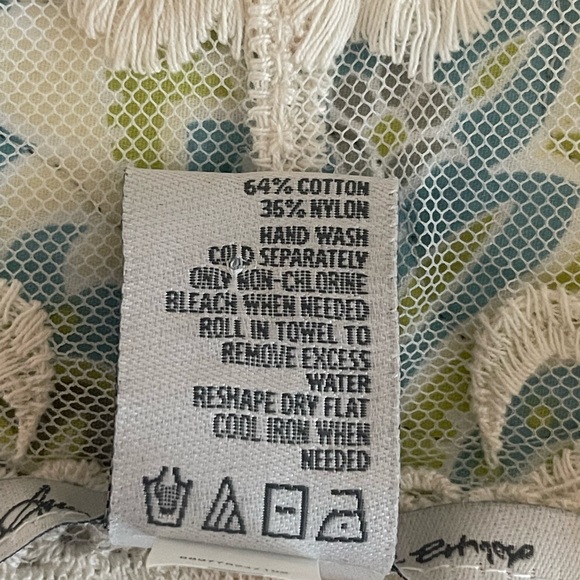 64% COTTON
36% NYLON
HAND WASH
COLD SEPARATELY
ONLY NON-CHLORINE
BLEACH WHEN NEEDED
ROLL IN TOWEL TO
REMOVE EXCESS
WATER
RESHAPE DRY FLAT
COOL IRON WHEN
NEEDED